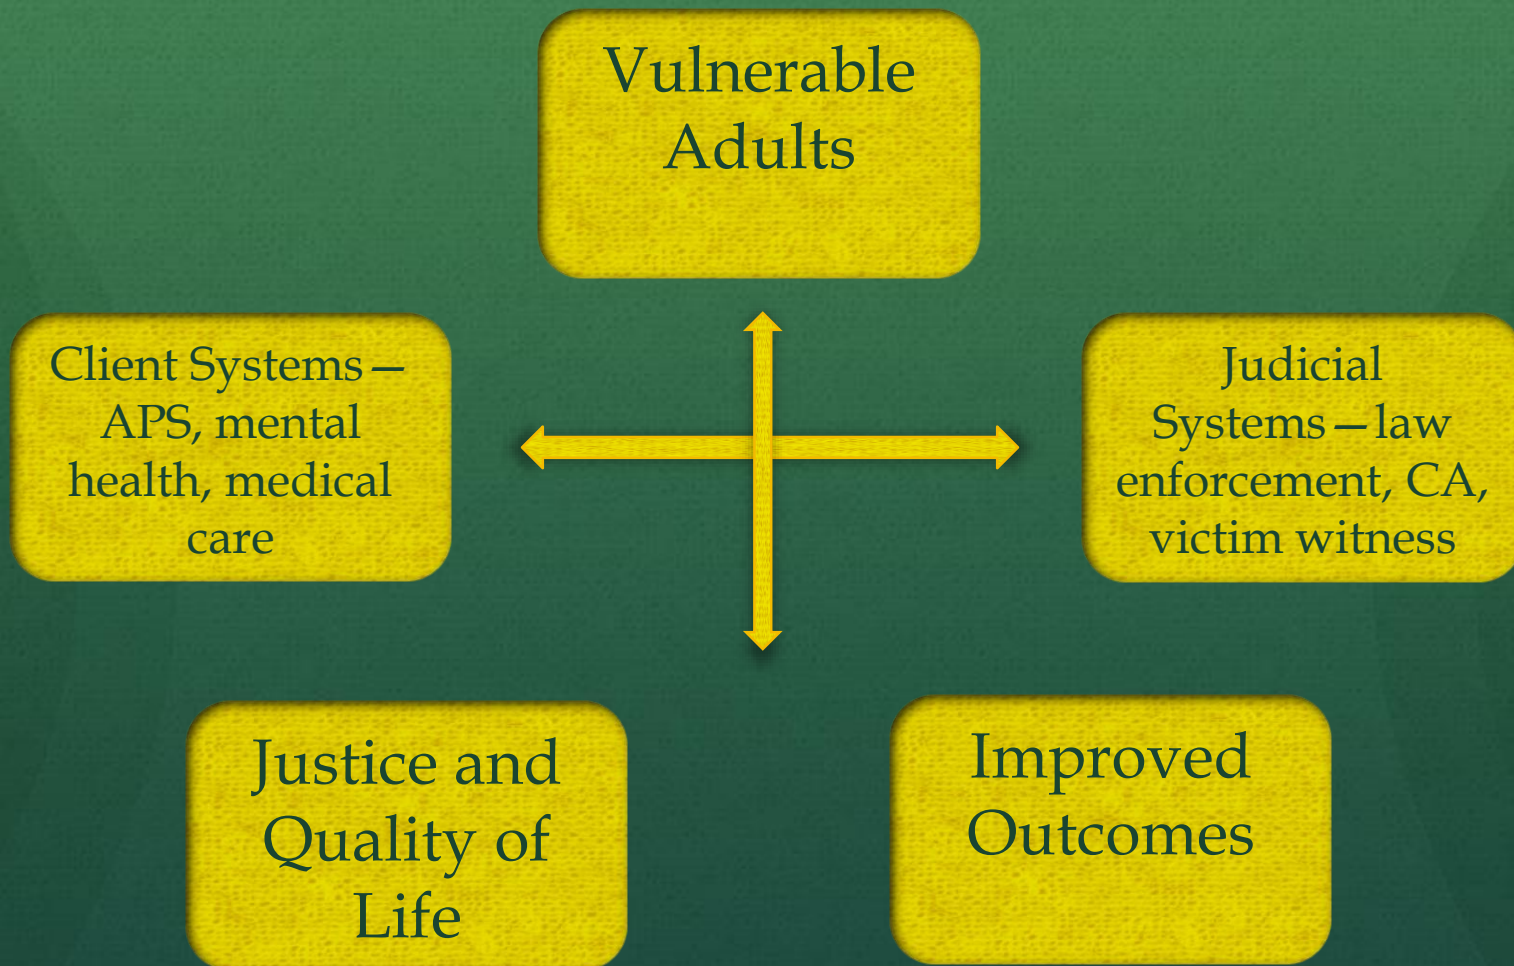 Vulnerable
Adults
Client Systems—
APS, mental
health, medical
care
Judicial
Systems—law
enforcement, CA,
victim witness
Justice and
Quality of
Life
Improved
Outcomes